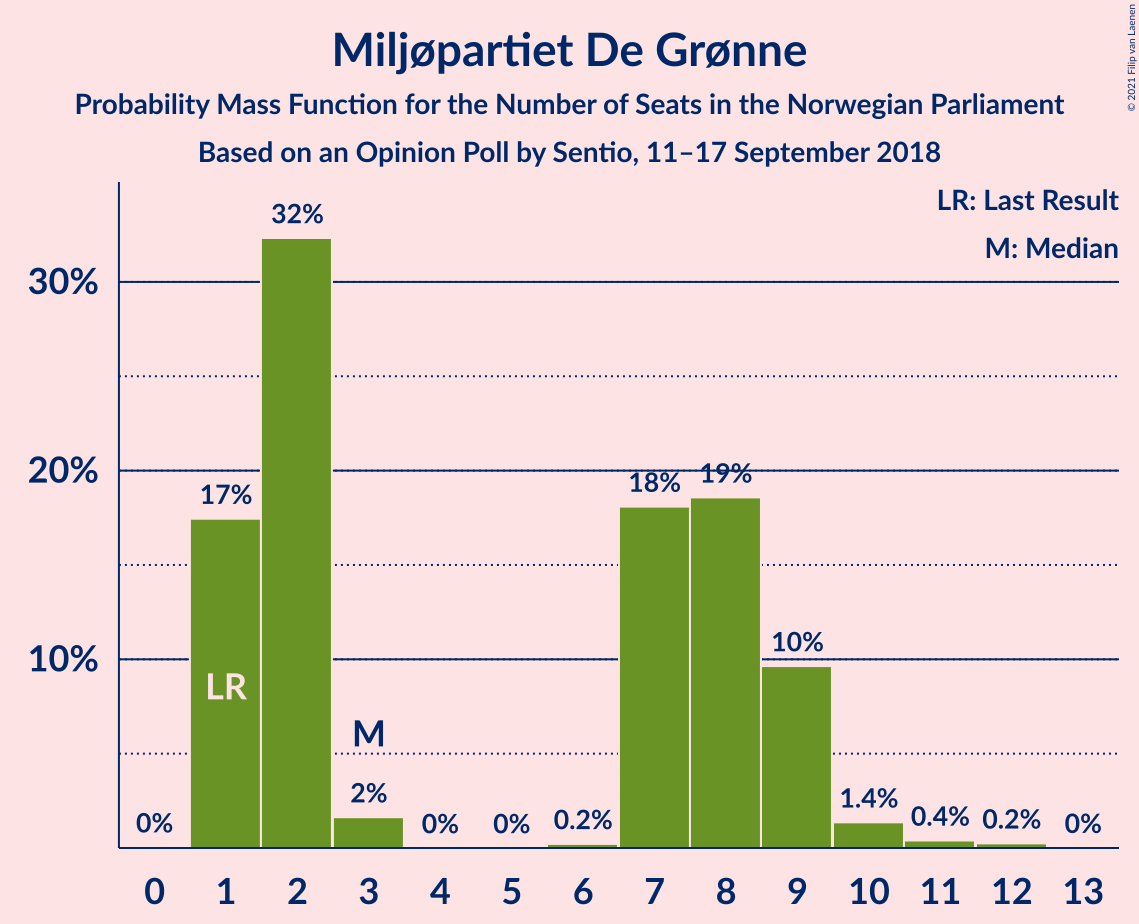 © 2021 Filip van Laenen
Miljøpartiet De Grønne
Probability Mass Function for the Number of Seats in the Norwegian Parliament
Based on an Opinion Poll by Sentio, 11–17 September 2018
LR: Last Result
M: Median
30%
20%
10%
0%
17%
32%
2%
0%
0%
0.2%
18%
19%
10%
1.4%
0.4%
0.2%
0%
LR
M
0 1 2 3 4 5 6 7 8 9 10 11 12 13